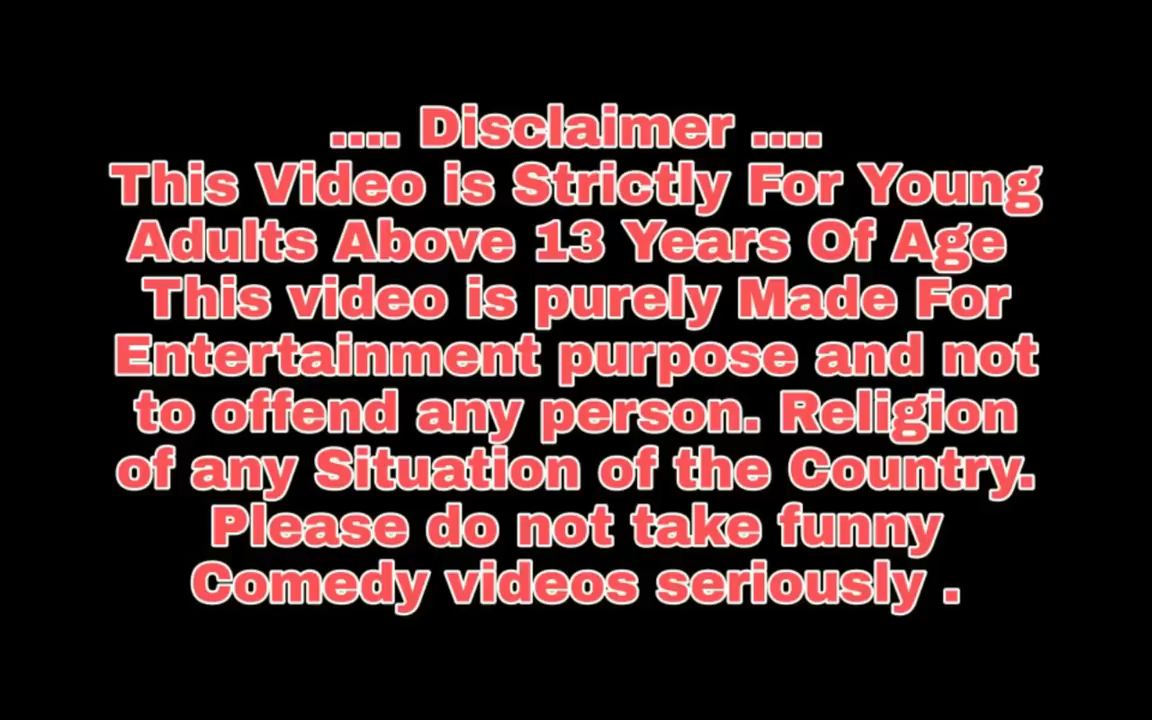 .... Disclaimer ....
This Video is Strictly For Young
Adults Above 13 Years Of Age
This video is purely Made For
Entertainment purpose and not
to offend any person. Religion
of any Situation of the Country.
Please do not take funny
Comedy videos seriously .